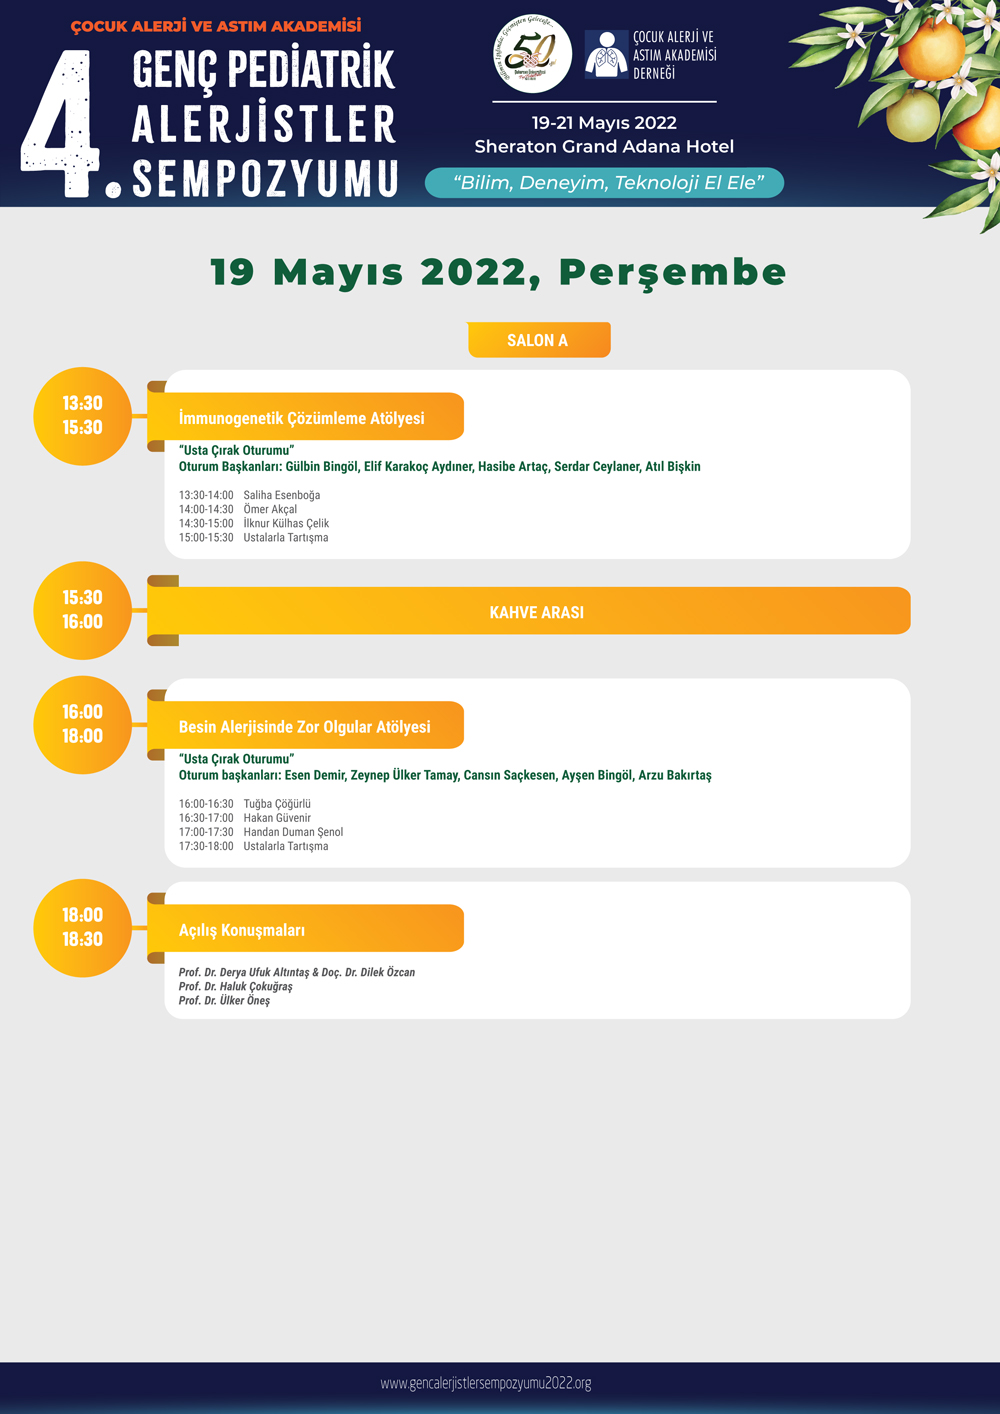 ÇOCUK ALERJİ VE ASTIM AKADEMİSİ
4.
GENÇ PEDİATRİK
ALERJİSTLER
SEMPOZYUMU
50.
ÇOCUK ALERJİ VE
ASTIM AKADEMİSİ
DERNEĞİ
19-21 Mayıs 2022
Sheraton Grand Adana Hotel
“Bilim, Deneyim, Teknoloji El Ele”
19 Mayıs 2022, Perşembe
SALON A
13:30
15:30
İmmunogenetik Çözümleme Atölyesi
“Usta Çırak Oturumu”
Oturum Başkanları: Gülbin Bingöl, Elif Karakoç Aydıner, Hasibe Artaç, Serdar Ceylaner, Atıl Bişkin
13:30-14:00 Saliha Esenboğa
14:00-14:30 Ömer Akçal
14:30-15:00 İlknur Külhas Çelik
15:00-15:30 Ustalarla Tartışma
15:30
16:00
KAHVE ARASI
16:00
18:00
Besin Alerjisinde Zor Olgular Atölyesi
“Usta Çırak Oturumu”
Oturum başkanları: Esen Demir, Zeynep Ülker Tamay, Cansın Saçkesen, Ayşen Bingöl, Arzu Bakırtaş
16:00-16:30 Tuğba Çöğürlü
16:30-17:00 Hakan Güvenir
17:00-17:30 Handan Duman Şenol
17:30-18:00 Ustalarla Tartışma
18:00
18:30
Açılış Konuşmaları
Prof. Dr. Derya Ufuk Altıntaş & Doç. Dr. Dilek Özcan
Prof. Dr. Haluk Çokuğraş
Prof. Dr. Ülker Öneş
www.gencalerjistlersempozyumu2022.org